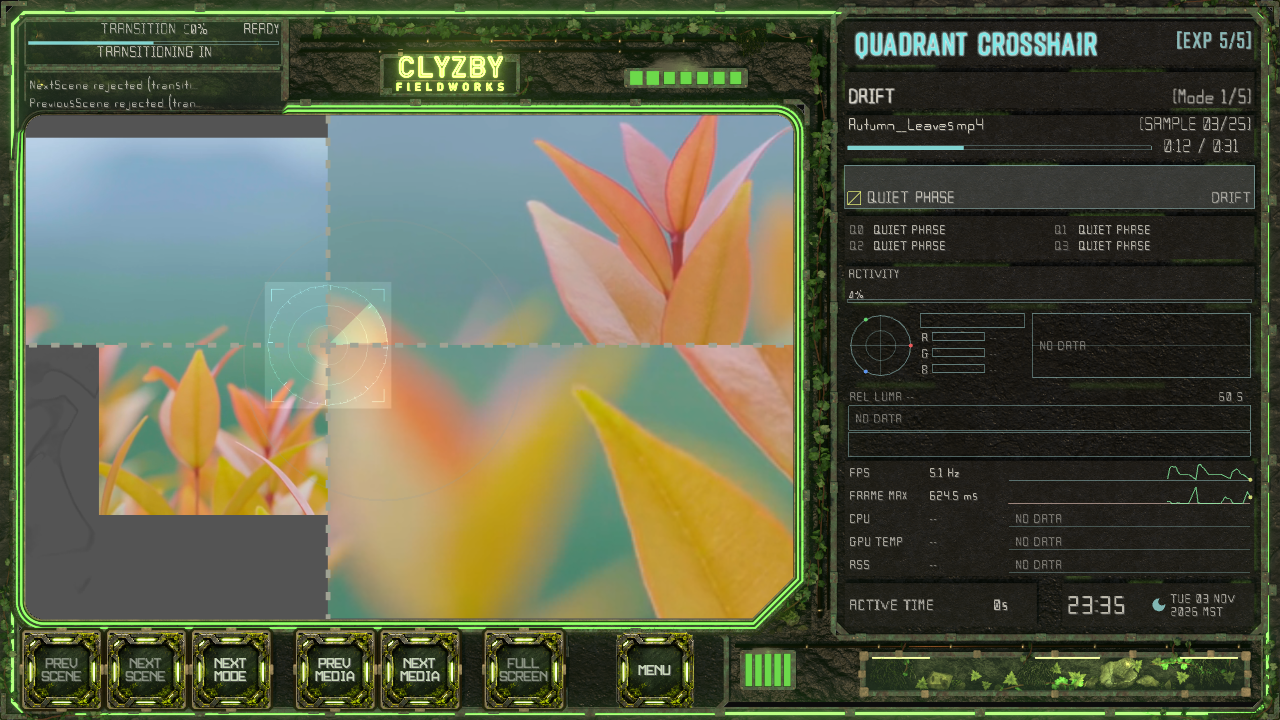 TRANSITION 50% READY
TRANSITIONING IN
NextScene rejected (transiti..
PreviousScene rejected (tran..
CLYZBY
FIELDWORKS
QUADRANT CROSSHAIR [EXP 5/5]
DRIFT (Mode 1/5)
Autumn_Leaves.mp4 (SAMPLE 03/25)
0:12 / 0:31
QUIET PHASE DRIFT
Q0 QUIET PHASE Q1 QUIET PHASE
Q2 QUIET PHASE Q3 QUIET PHASE
ACTIVITY
0%
R --
G --
B --
NO DATA
REL LUMA -- 60 S
NO DATA
FPS 5.1 Hz
FRAME MAX 624.5 ms
CPU -- NO DATA
GPU TEMP -- NO DATA
RSS -- NO DATA
ACTIVE TIME 0s
23:35
TUE 03 NOV
2026 MST
PREV SCENE
NEXT SCENE
NEXT MODE
PREV MEDIA
NEXT MEDIA
FULL SCREEN
MENU